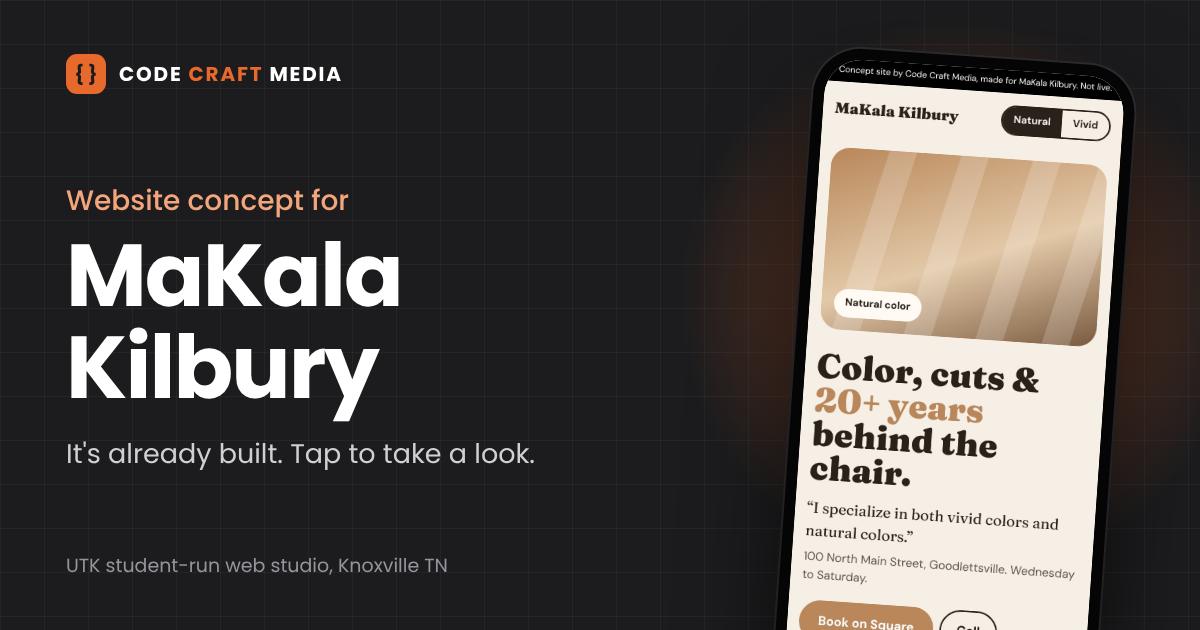 { } CODE CRAFT MEDIA
Website concept for
MaKala
Kilbury
It's already built. Tap to take a look.
UTK student-run web studio, Knoxville TN
Concept site by Code Craft Media, made for MaKala Kilbury. Not live.
MaKala Kilbury
Natural Vivid
Natural color
Color, cuts &
20+ years
behind the
chair.
“I specialize in both vivid colors and
natural colors.”
100 North Main Street, Goodlettsville. Wednesday
to Saturday.
Book on Square Call